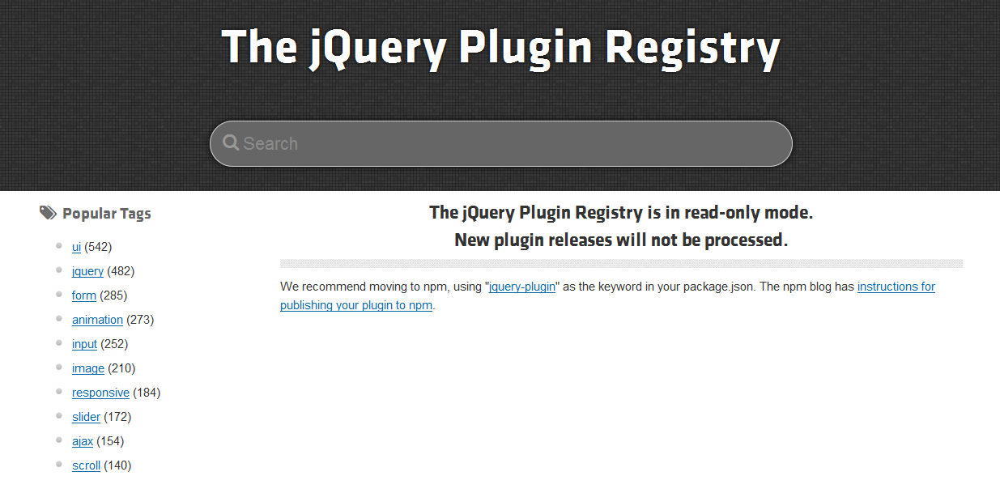 The jQuery Plugin Registry
Search
Popular Tags
ui (542)
jquery (482)
form (285)
animation (273)
input (252)
image (210)
responsive (184)
slider (172)
ajax (154)
scroll (140)
The jQuery Plugin Registry is in read-only mode.
New plugin releases will not be processed.
We recommend moving to npm, using "jquery-plugin" as the keyword in your package.json. The npm blog has instructions for
publishing your plugin to npm.